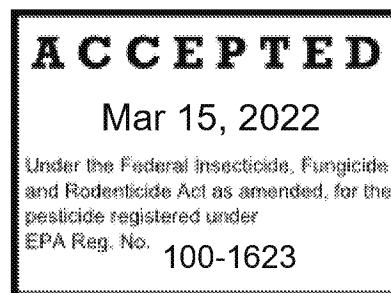 ACCEPTED
Mar 15, 2022
Under the Federal Insecticide, Fungicide
and Rodenticide Act as amended, for the
pesticide registered under
EPA Reg. No. 100-1623